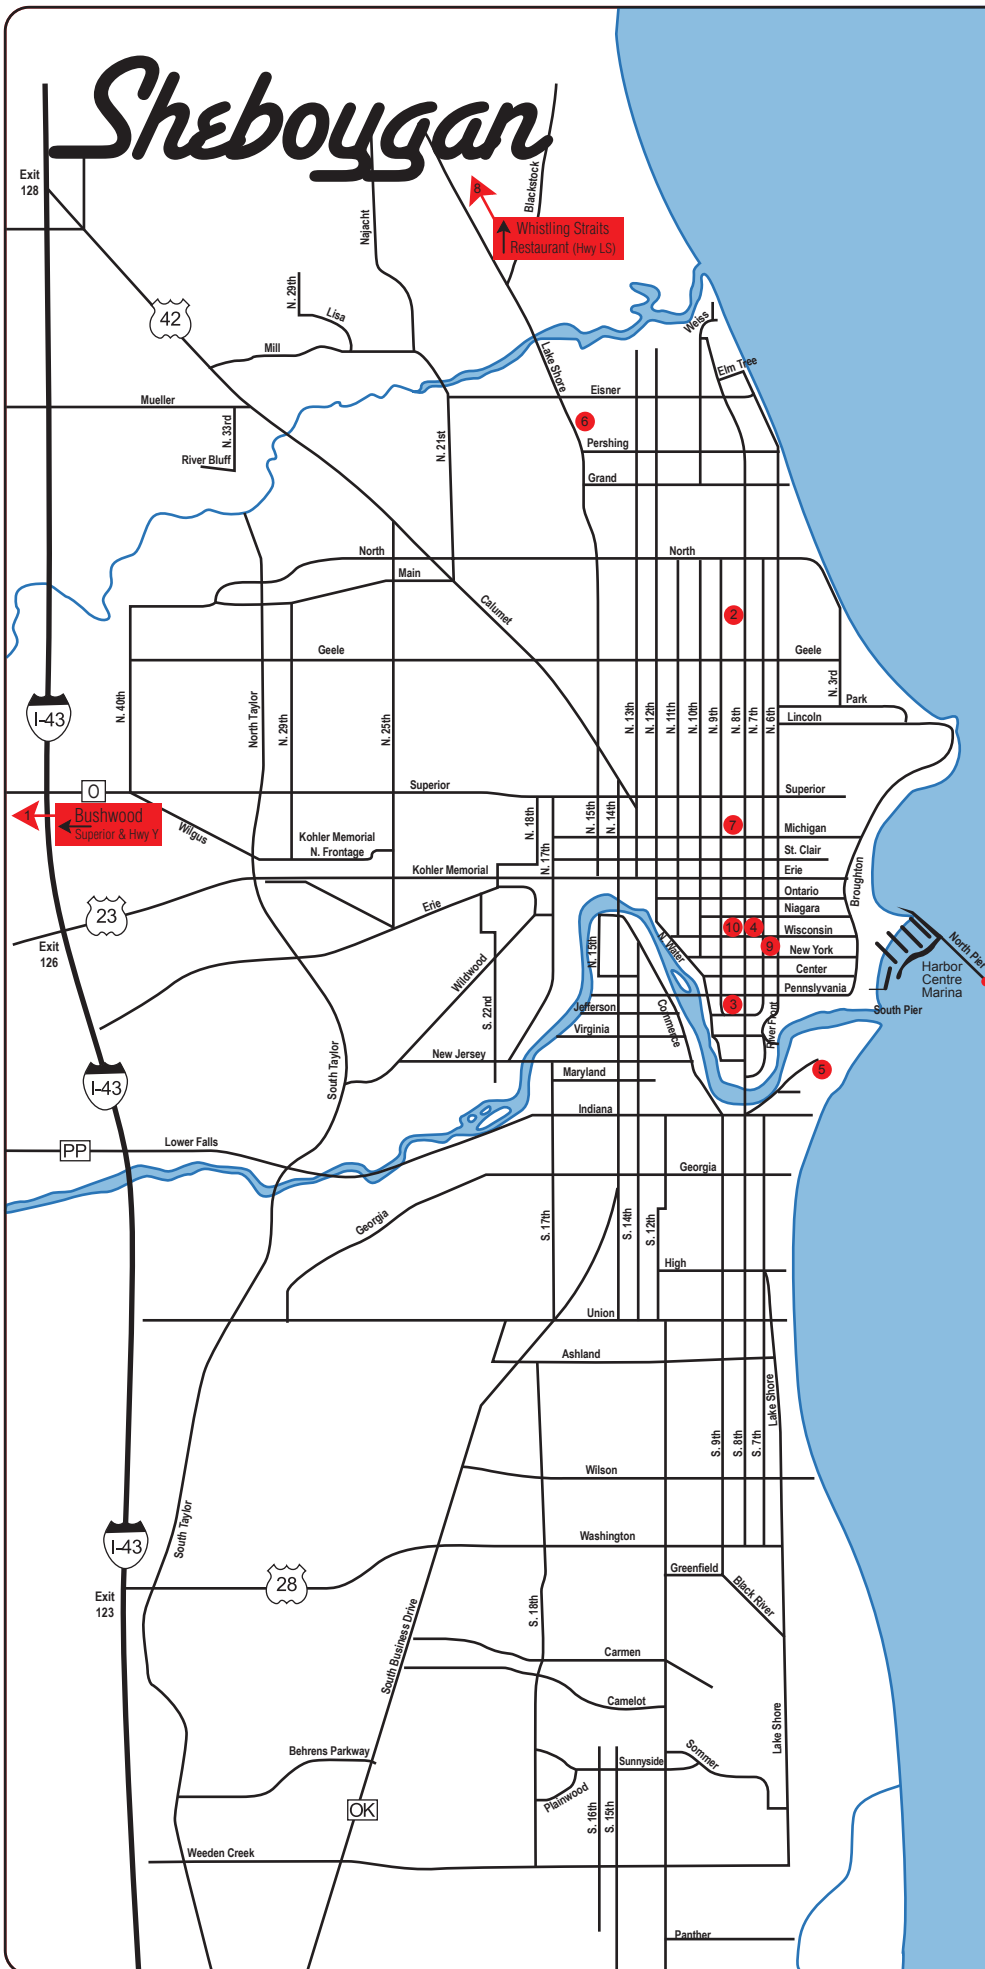 Sheboygan
Exit
128
Najacht
Blackstock
8
Whistling Straits
Restaurant (Hwy LS)
N. 29th
Lisa
42
Weiss
Mill
Lake Shore
Elm Tree
Eisner
Mueller
6
N. 33rd
N. 21st
Pershing
River Bluff
Grand
North
North
Main
Calumet
2
Geele
Geele
N. 3rd
Park
I-43
N. 40th
North Taylor
N. 29th
N. 25th
N. 13th
N. 12th
N. 11th
N. 10th
N. 9th
N. 8th
N. 7th
N. 6th
Lincoln
O
Superior
Superior
1
Bushwood
Superior & Hwy Y
Wilgus
Kohler Memorial
N. Frontage
N. 18th
N. 17th
N. 15th
N. 14th
7
Michigan
St. Clair
Kohler Memorial
Erie
Broughton
Erie
Ontario
23
Niagara
10
4
Wisconsin
Exit
126
N. Water
9
New York
North Pier
N. 15th
Wildwood
Center
Harbor
Centre
Marina
Pennslyvania
S. 22nd
3
Jefferson
Commerce
River Front
South Pier
Virginia
New Jersey
South Taylor
I-43
Maryland
5
Indiana
PP
Lower Falls
Georgia
Georgia
S. 17th
S. 14th
S. 12th
High
Union
Ashland
Lake Shore
S. 9th
S. 8th
S. 7th
Wilson
South Taylor
Washington
I-43
Greenfield
28
Black River
Exit
123
S. 18th
South Business Drive
Carmen
Camelot
Lake Shore
Behrens Parkway
Sunnyside
Sommer
Plainwood
OK
S. 16th
S. 15th
Weeden Creek
Panther